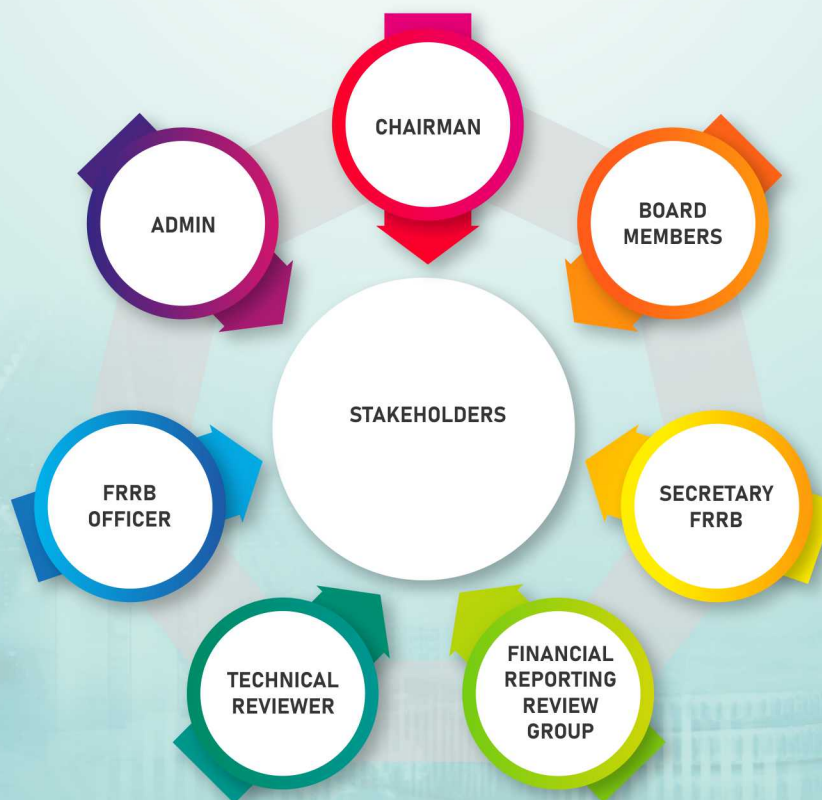 CHAIRMAN
BOARD
MEMBERS
SECRETARY
FRRB
FINANCIAL
REPORTING
REVIEW
GROUP
TECHNICAL
REVIEWER
FRRB
OFFICER
ADMIN
STAKEHOLDERS